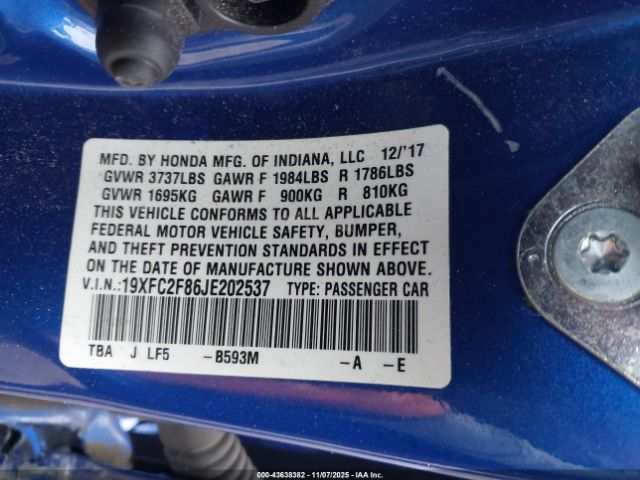 MFD. BY HONDA MFG. OF INDIANA, LLC 12/'17
GVWR 3737LBS GAWR F 1984LBS R 1786LBS
GVWR 1695KG GAWR F 900KG R 810KG
THIS VEHICLE CONFORMS TO ALL APPLICABLE
FEDERAL MOTOR VEHICLE SAFETY, BUMPER,
AND THEFT PREVENTION STANDARDS IN EFFECT
ON THE DATE OF MANUFACTURE SHOWN ABOVE.
V.I.N.:19XFC2F86JE202537 TYPE: PASSENGER CAR
TBA J LF5 -B593M -A -E
000-43638382 - 11/07/2025 - IAAI.COM